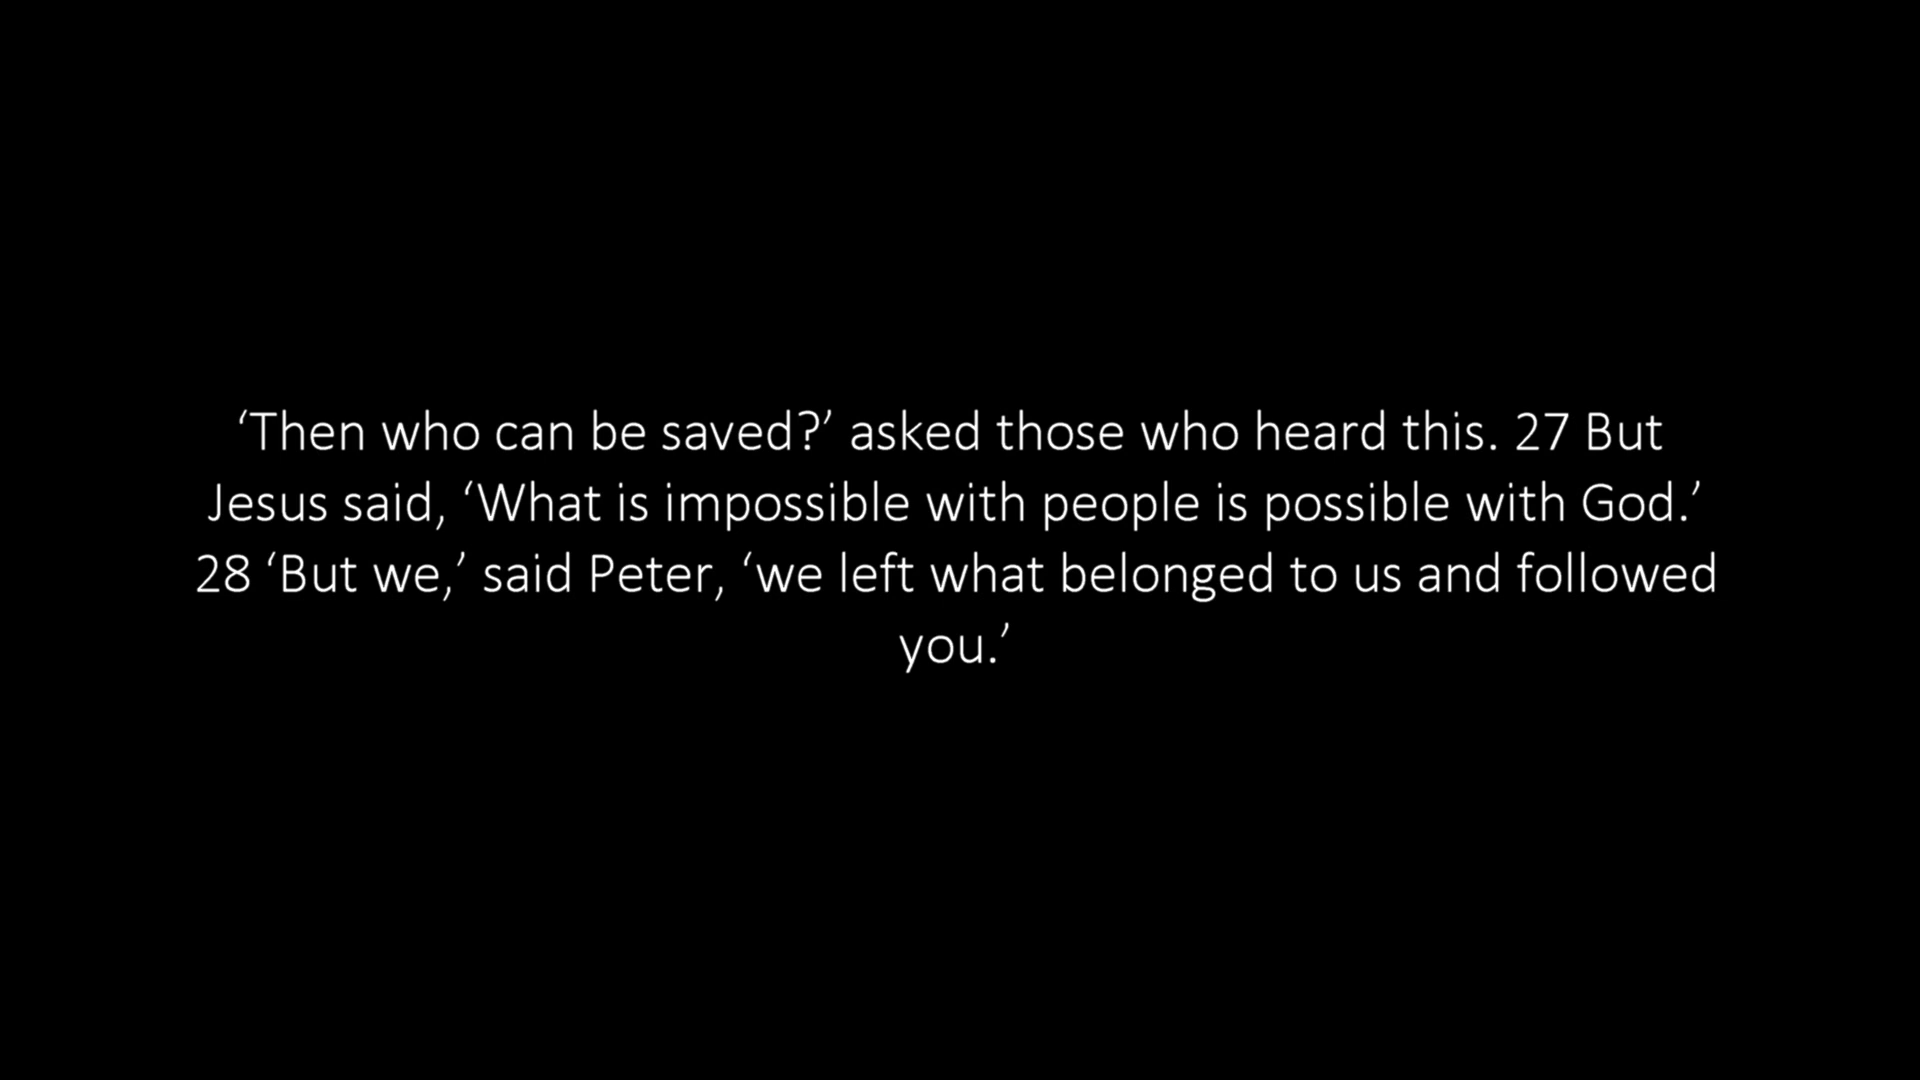 ‘Then who can be saved?’ asked those who heard this. 27 But
Jesus said, ‘What is impossible with people is possible with God.’
28 ‘But we,’ said Peter, ‘we left what belonged to us and followed
you.’